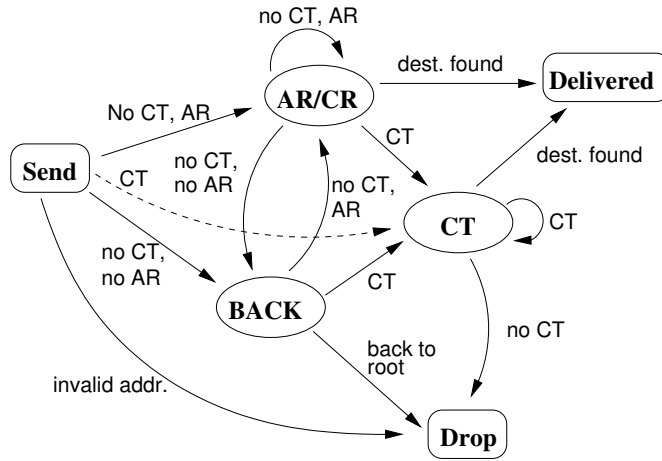 no CT, AR
AR/CR
dest. found
Delivered
No CT, AR
CT
Send
CT
no CT,
no AR
no CT,
AR
dest. found
CT
CT
no CT,
no AR
BACK
CT
no CT
back to
root
invalid addr.
Drop